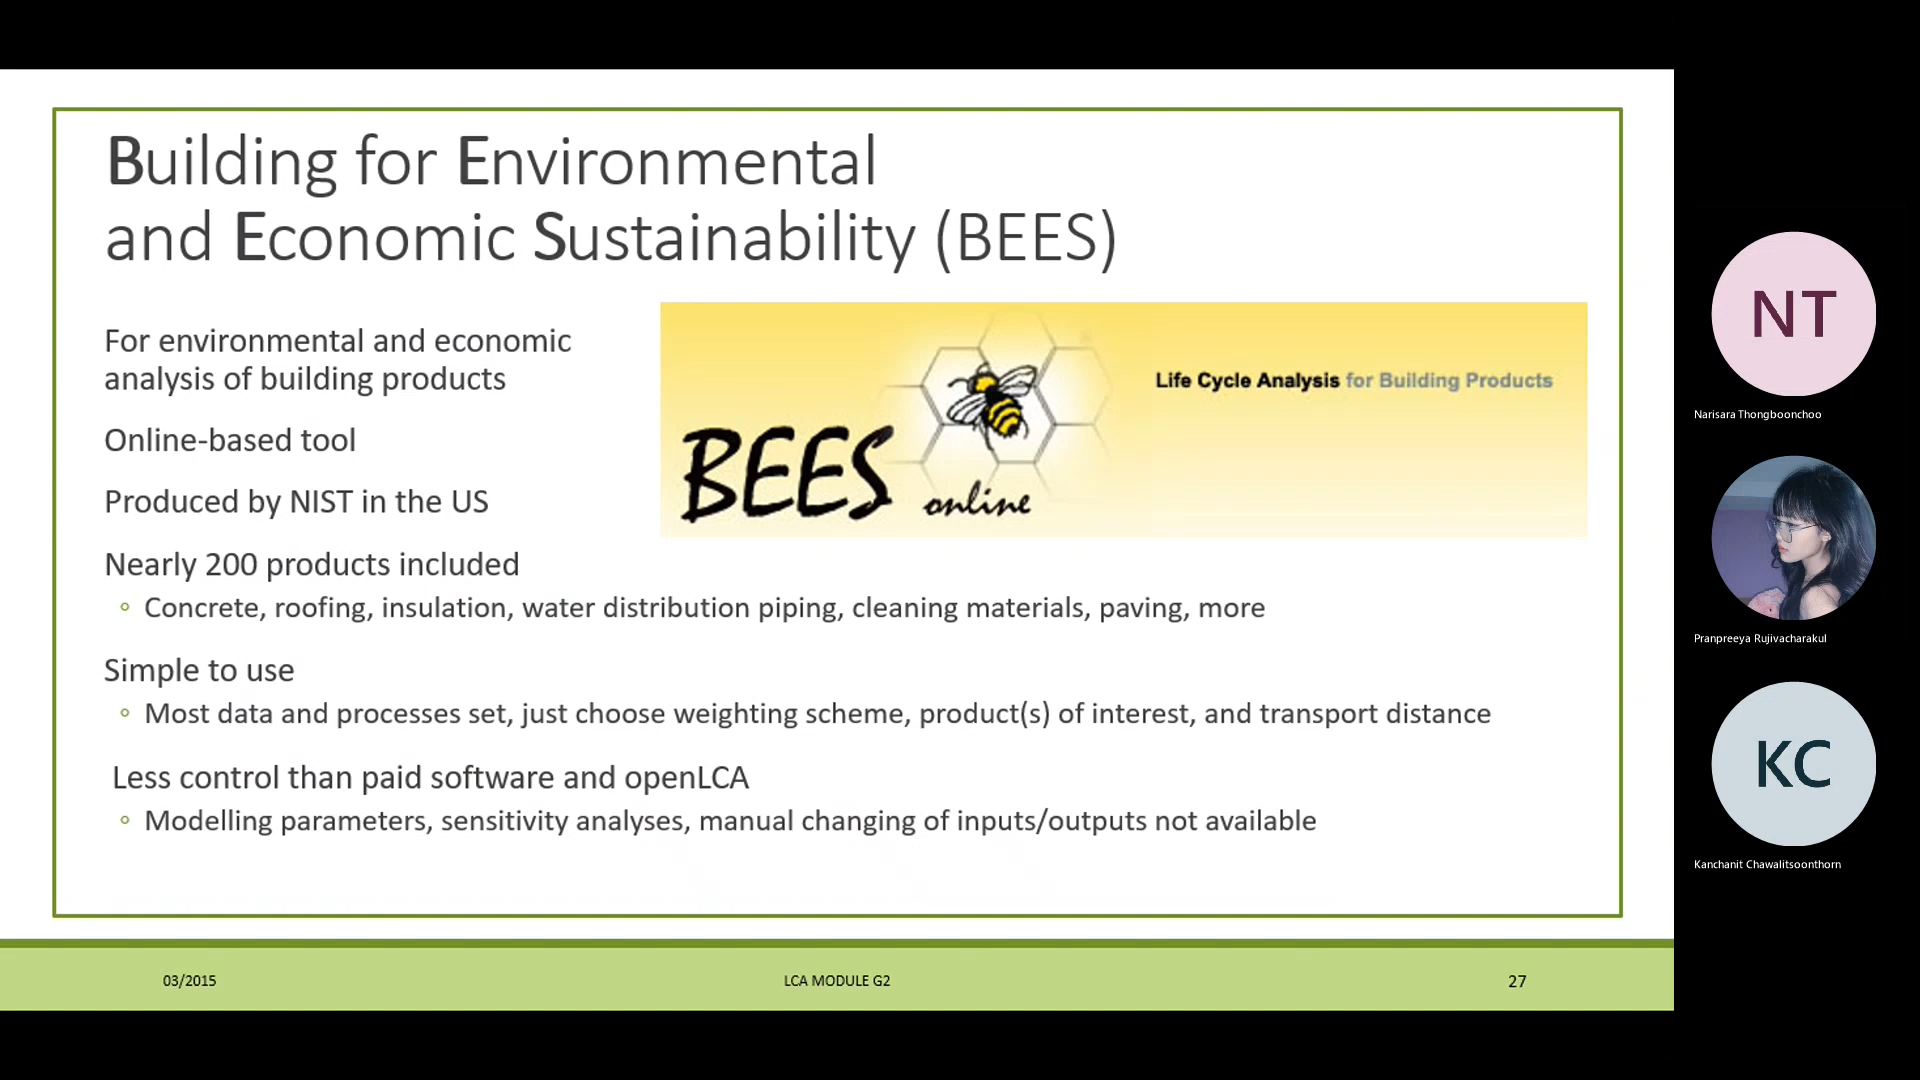 Building for Environmental
and Economic Sustainability (BEES)
For environmental and economic
analysis of building products
Online-based tool
Produced by NIST in the US
BEES online
Life Cycle Analysis for Building Products
Nearly 200 products included
Concrete, roofing, insulation, water distribution piping, cleaning materials, paving, more
Simple to use
Most data and processes set, just choose weighting scheme, product(s) of interest, and transport distance
Less control than paid software and openLCA
Modelling parameters, sensitivity analyses, manual changing of inputs/outputs not available
03/2015
LCA MODULE G2
27
NT
Narisara Thongboonchoo
Pranpreeya Rujivacharakul
KC
Kanchanit Chawalitsoonthorn